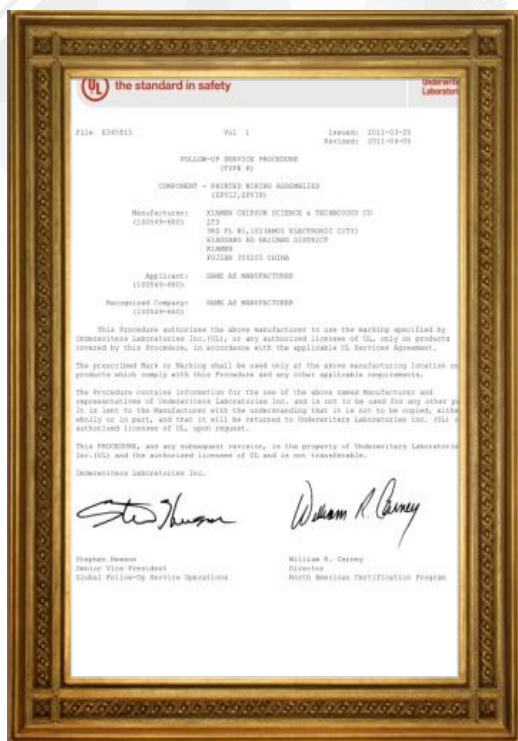 UL the standard in safety
Underwrite
Laborator
File Vol 1 Issued: 2011-03-25
Revised: 2011-04-05
FOLLOW-UP SERVICE PROCEDURE
(TYPE R)
COMPONENT - PRINTED WIRING ASSEMBLIES
Manufacturer: XIAMEN SCIENCE & TECHNOLOGY CO
LTD
XIAMEN
FUJIAN CHINA
Applicant: SAME AS MANUFACTURER
Recognized Company: SAME AS MANUFACTURER
This Procedure authorizes the above manufacturer to use the marking specified by
Underwriters Laboratories Inc.(UL), or any authorized licensee of UL, only on products
covered by this Procedure, in accordance with the applicable UL Services Agreement.
The prescribed Mark or Marking shall be used only at the above manufacturing location on
products which comply with this Procedure and any other applicable requirements.
The Procedure contains information for the use of the above named Manufacturer and
representatives of Underwriters Laboratories Inc. and is not to be used for any other p
It is lent to the Manufacturer with the understanding that it is not to be copied, eithe
wholly or in part, and that it will be returned to Underwriters Laboratories Inc. (UL) o
authorized licensee of UL, upon request.
This PROCEDURE, and any subsequent revision, is the property of Underwriters Laboratorie
Inc.(UL) and the authorized licensee of UL and is not transferable.
Underwriters Laboratories Inc.
William R. Carney
Stephen Hewson
Senior Vice President
Global Follow-Up Service Operations
William R. Carney
Director
North American Certification Program